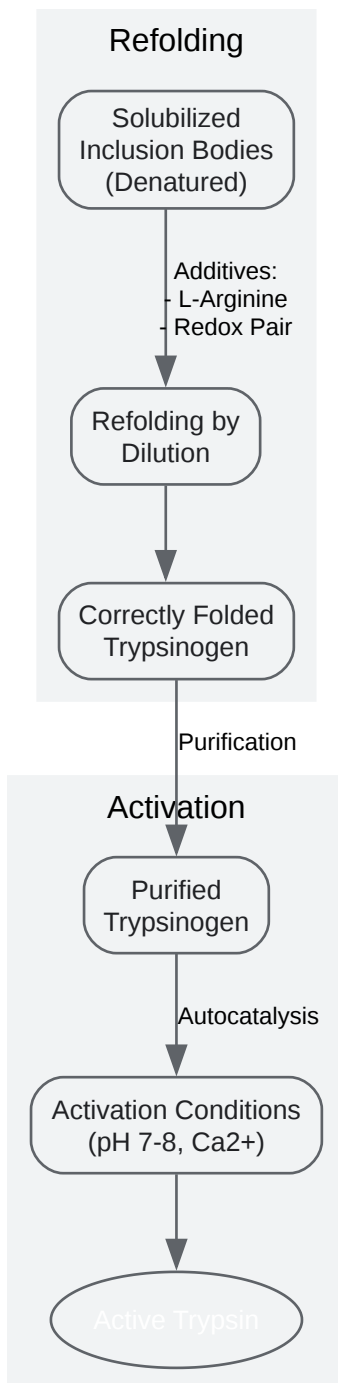 Refolding
Solubilized
Inclusion Bodies
(Denatured)
Additives:
- L-Arginine
- Redox Pair
Refolding by
Dilution
Correctly Folded
Trypsinogen
Purification
Activation
Purified
Trypsinogen
Autocatalysis
Activation Conditions
(pH 7-8, Ca2+)
Active Trypsin